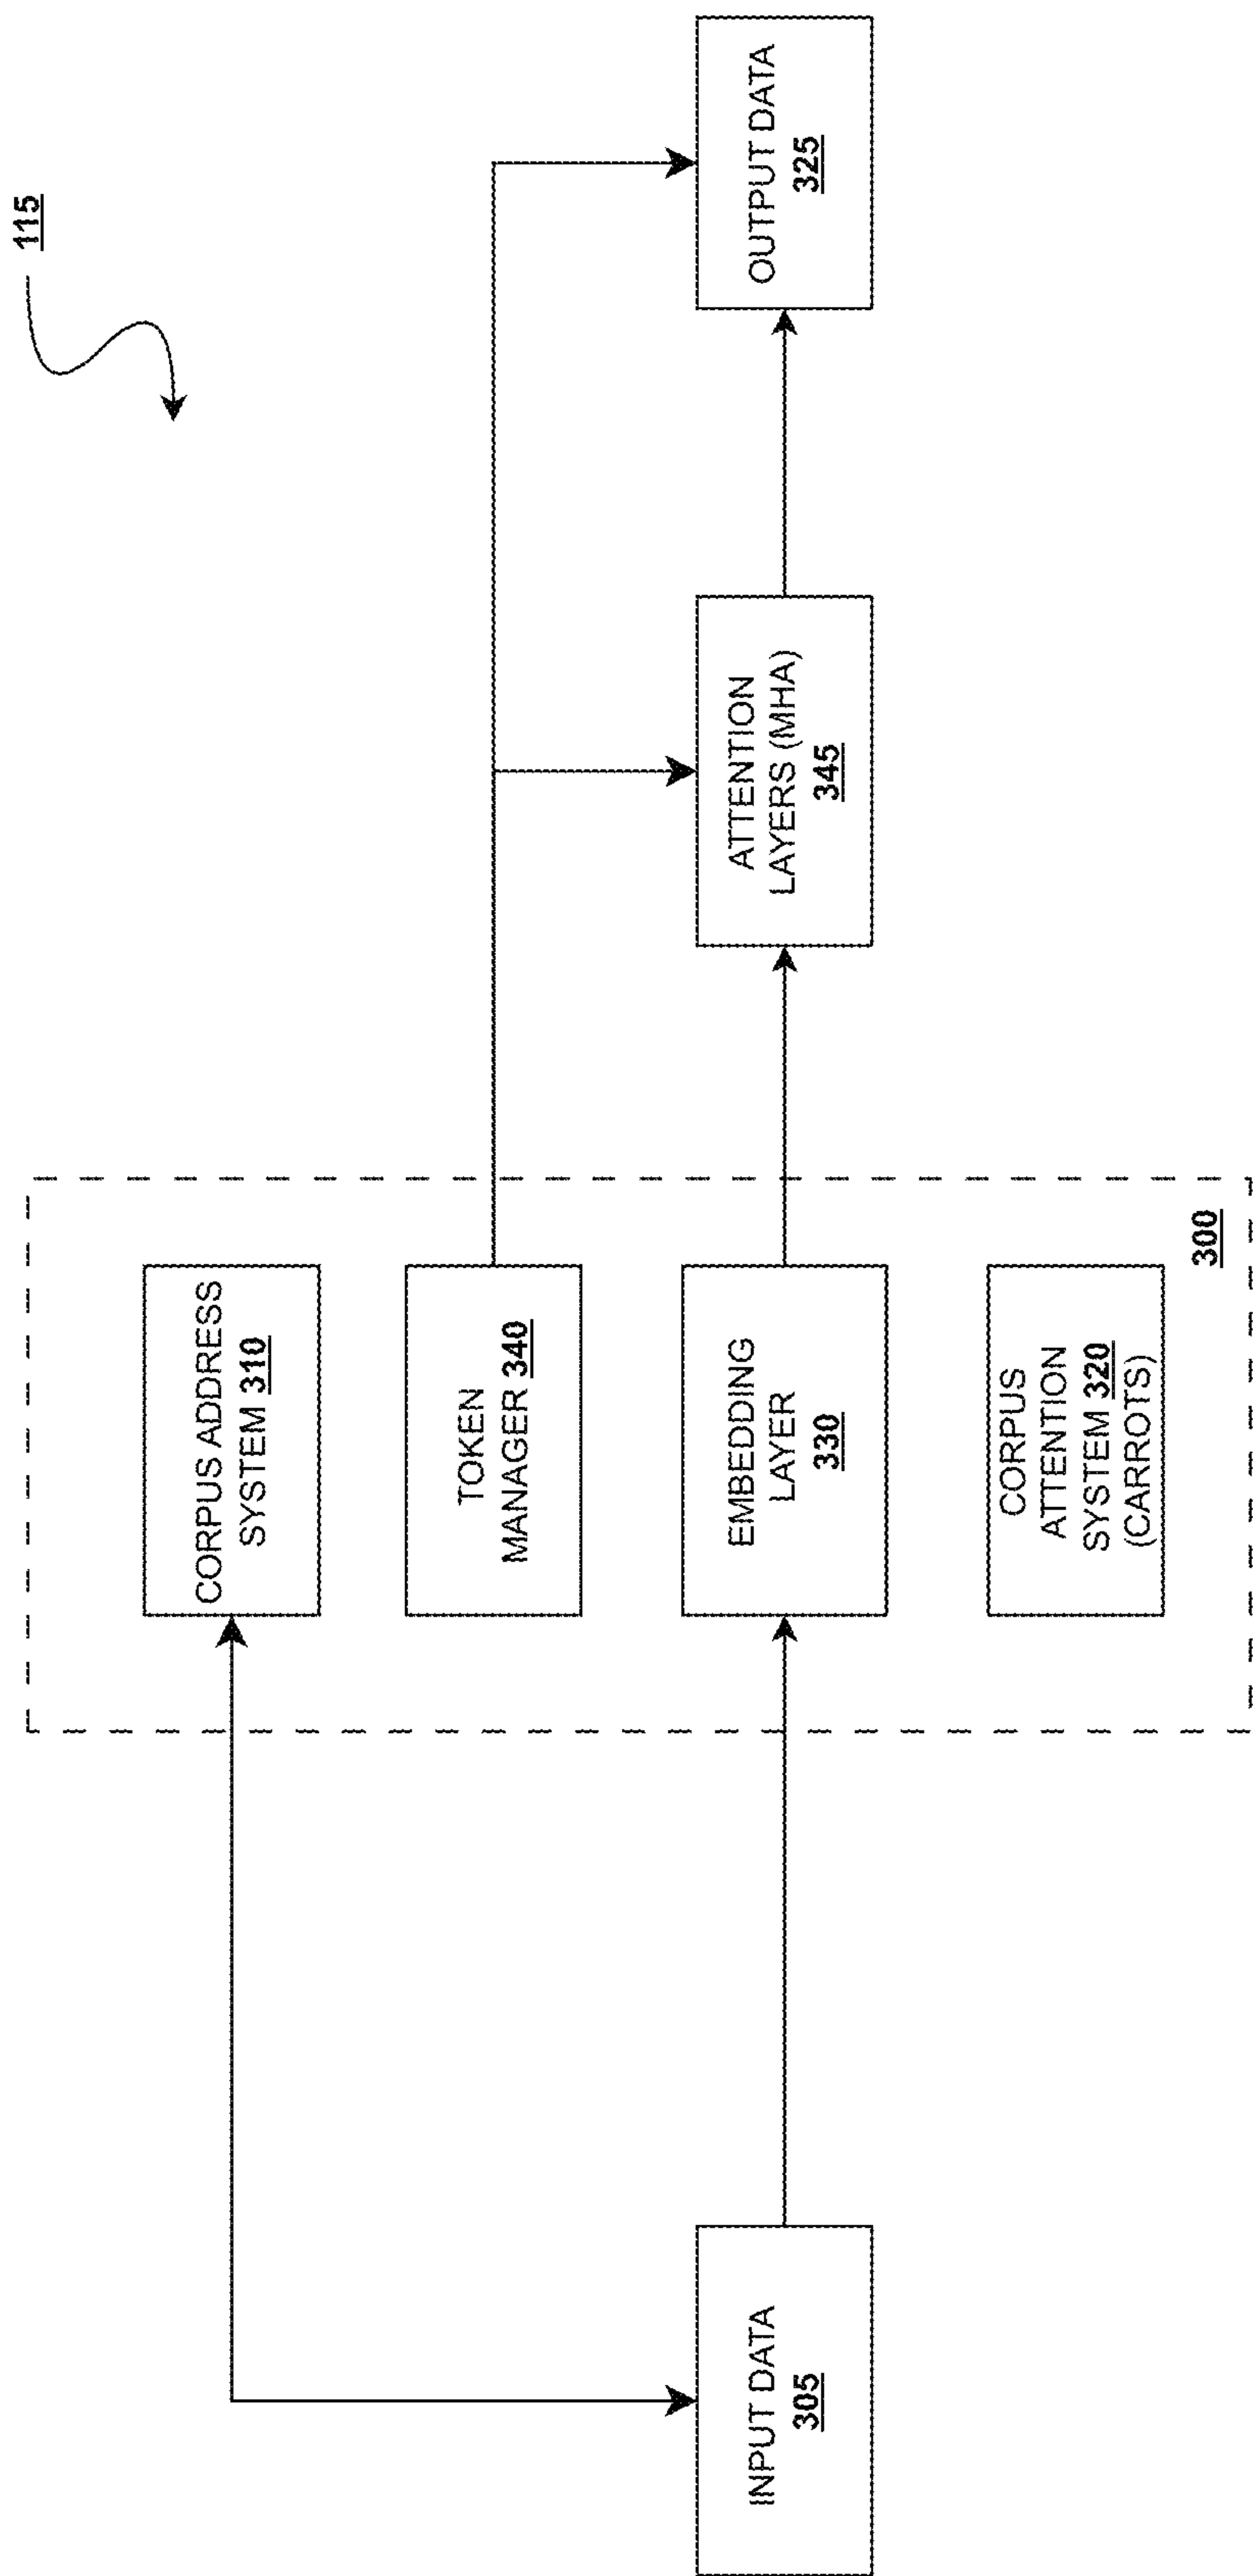 115
CORPUS ADDRESS
SYSTEM 310
TOKEN
MANAGER 340
INPUT DATA
305
EMBEDDING
LAYER
330
ATTENTION
LAYERS (MHA)
345
OUTPUT DATA
325
CORPUS
ATTENTION
SYSTEM 320
(CARROTS)
300